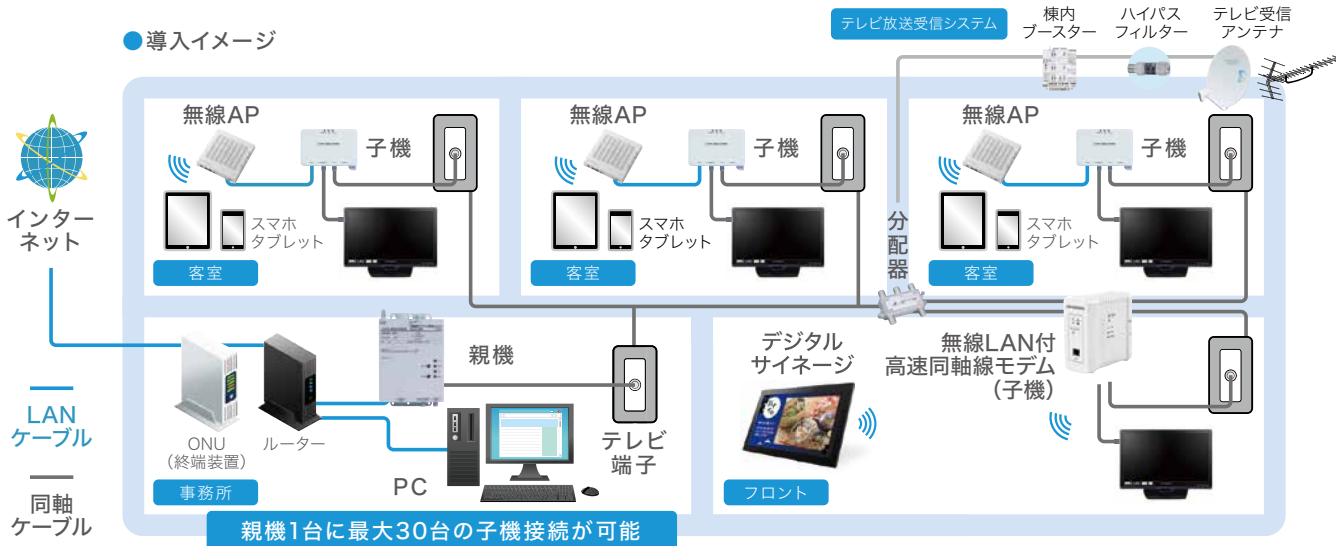 テレビ放送受信システム
棟内
ブースター
ハイパス
フィルター
テレビ受信
アンテナ
●導入イメージ
インター
ネット
無線AP
子機
スマホ
タブレット
客室
無線AP
子機
スマホ
タブレット
客室
分配器
無線AP
子機
スマホ
タブレット
客室
LAN
ケーブル
同軸
ケーブル
ONU
(終端装置)
ルーター
親機
PC
テレビ
端子
事務所
デジタル
サイネージ
無線LAN付
高速同軸線モデム
(子機)
フロント
親機1台に最大30台の子機接続が可能